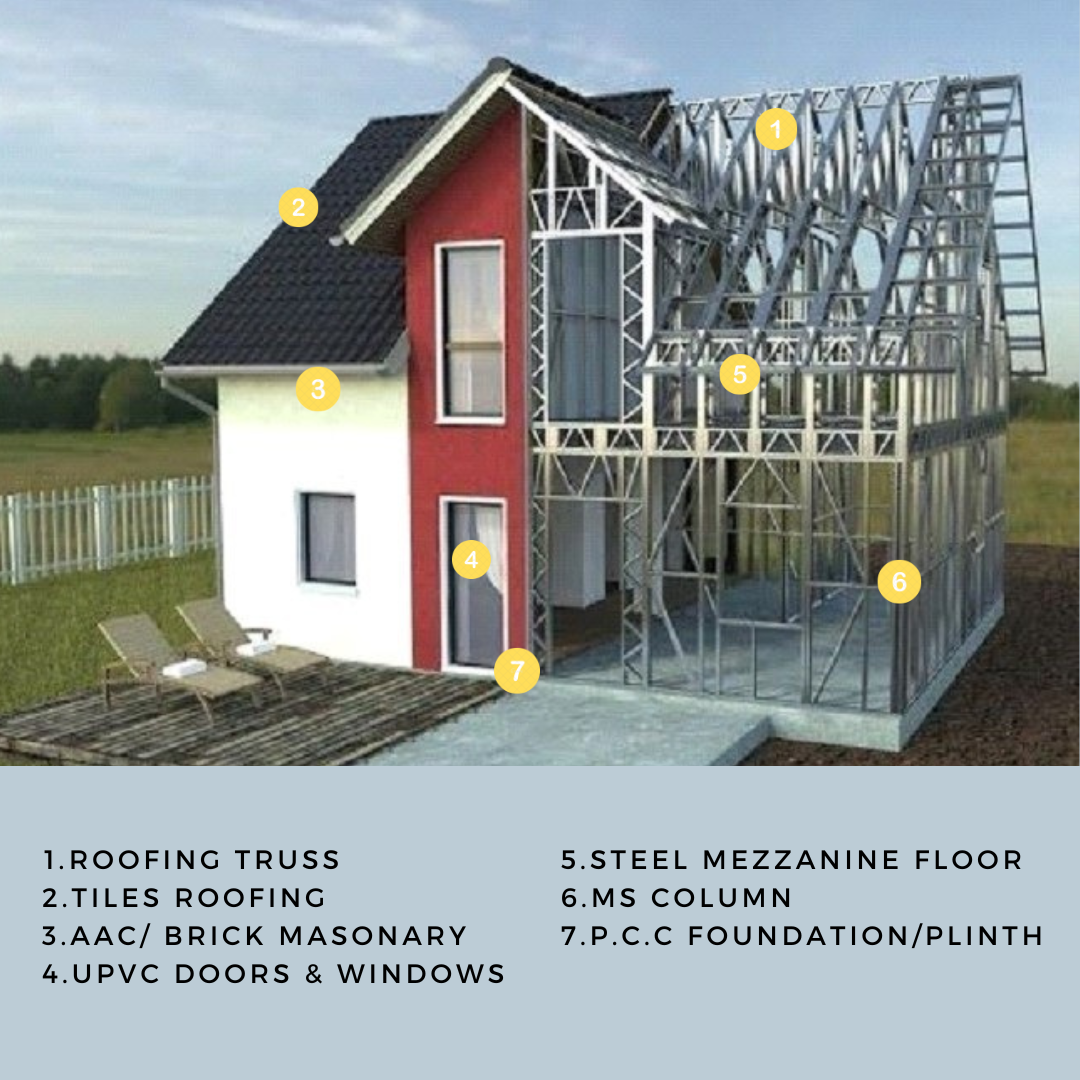 1
2
3
5
4
6
7
1.ROOFING TRUSS
2.TILES ROOFING
3.AAC/ BRICK MASONARY
4.UPVC DOORS & WINDOWS
5.STEEL MEZZANINE FLOOR
6.MS COLUMN
7.P.C.C FOUNDATION/PLINTH